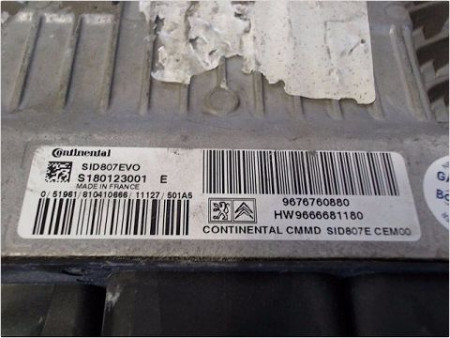 Continental
SID807EVO
S180123001 E
MADE IN FRANCE
0/51961/810410666/11127/501A5
9676760880
HW9666681180
CONTINENTAL CMMD SID807E CEM00